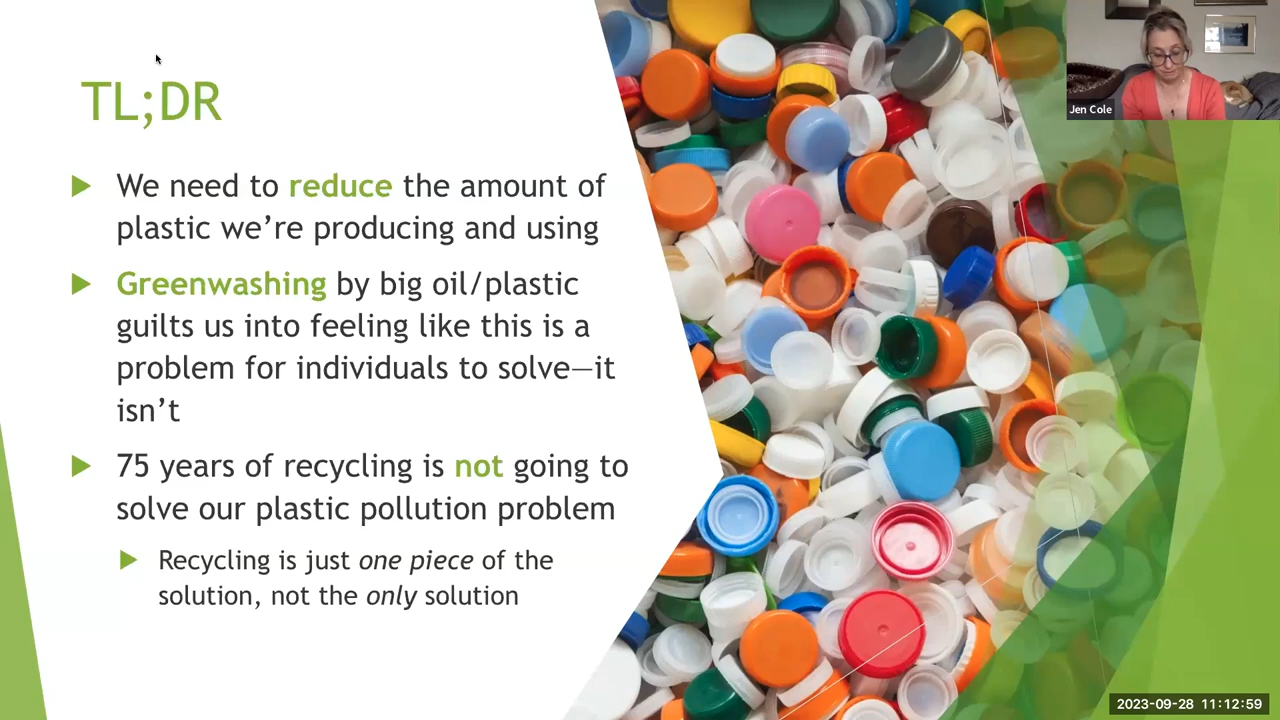 TL;DR
We need to reduce the amount of
plastic we're producing and using
Greenwashing by big oil/plastic
guilts us into feeling like this is a
problem for individuals to solve—it
isn't
75 years of recycling is not going to
solve our plastic pollution problem
Recycling is just one piece of the
solution, not the only solution
Jen Cole
2023-09-28 11:12:59